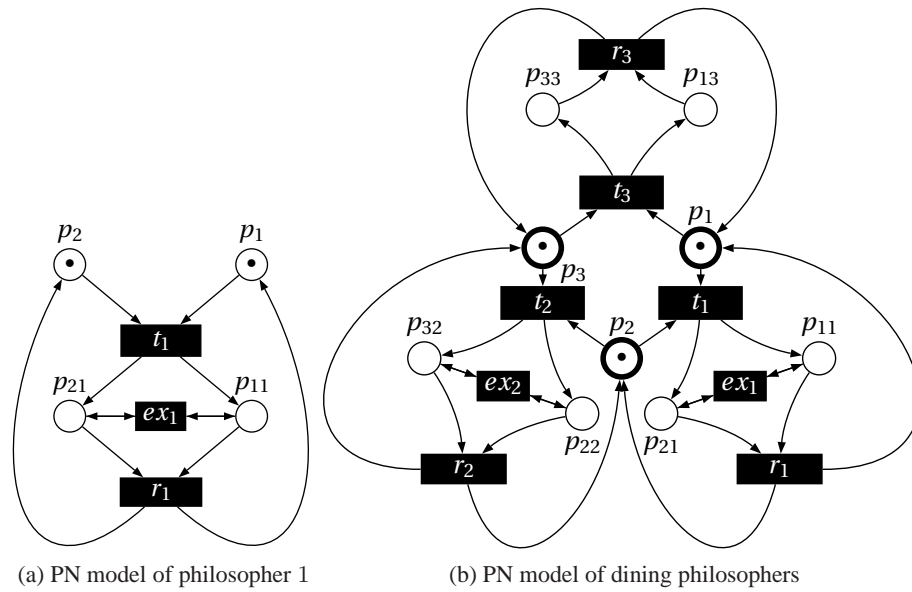 p2
p1
t1
p21
p11
ex1
r1
(a) PN model of philosopher 1
r3
p33
p13
t3
p1
p3
t2
t1
p2
p32
p11
ex2
ex1
p22
p21
r2
r1
(b) PN model of dining philosophers